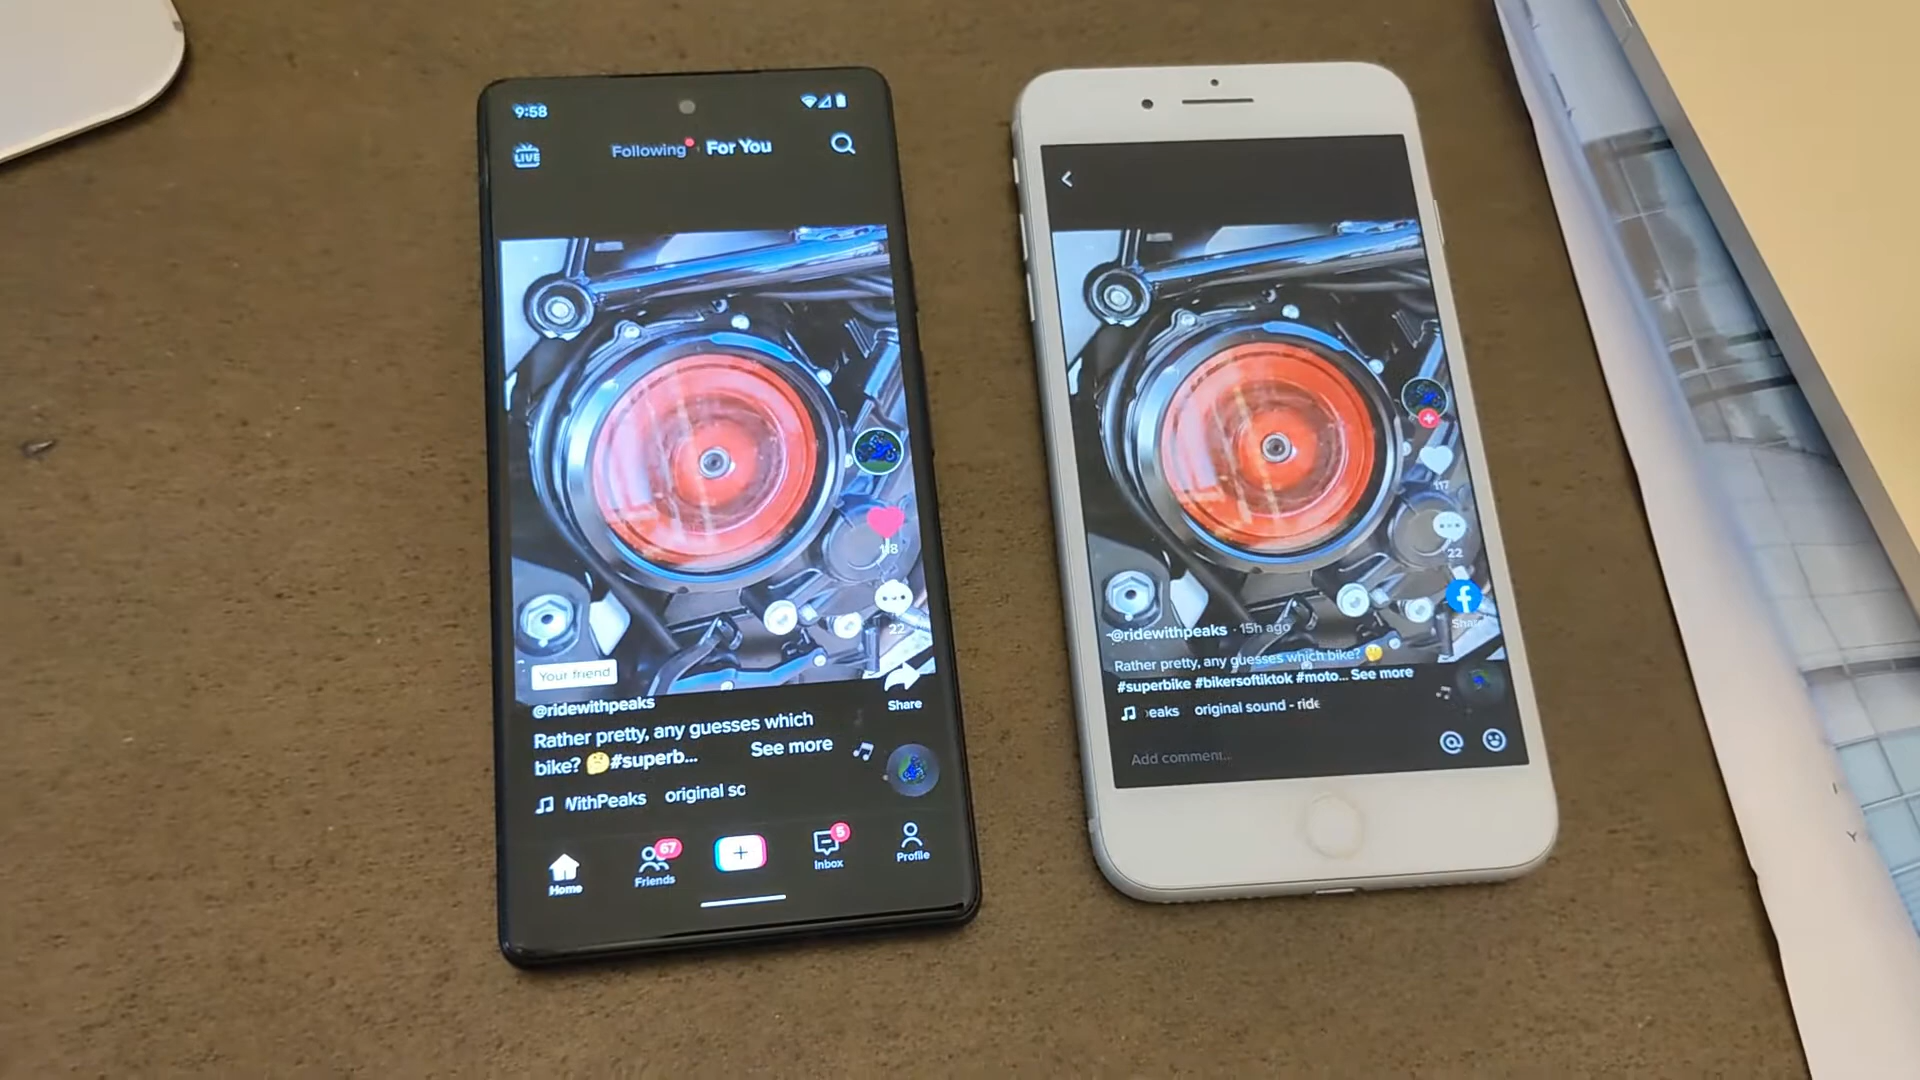 9:58
LIVE
Following
For You
118
22
Your friend
@ridewithpeaks
Share
Rather pretty, any guesses which
bike? 🤔#superb... See more
WithPeaks original sc
67
5
Home
Friends
Inbox
Profile
117
22
Share
@ridewithpeaks · 15h ago
Rather pretty, any guesses which bike? 🤔
#superbike #bikersoftiktok #moto... See more
eaks original sound - ride
Add comment...
Y